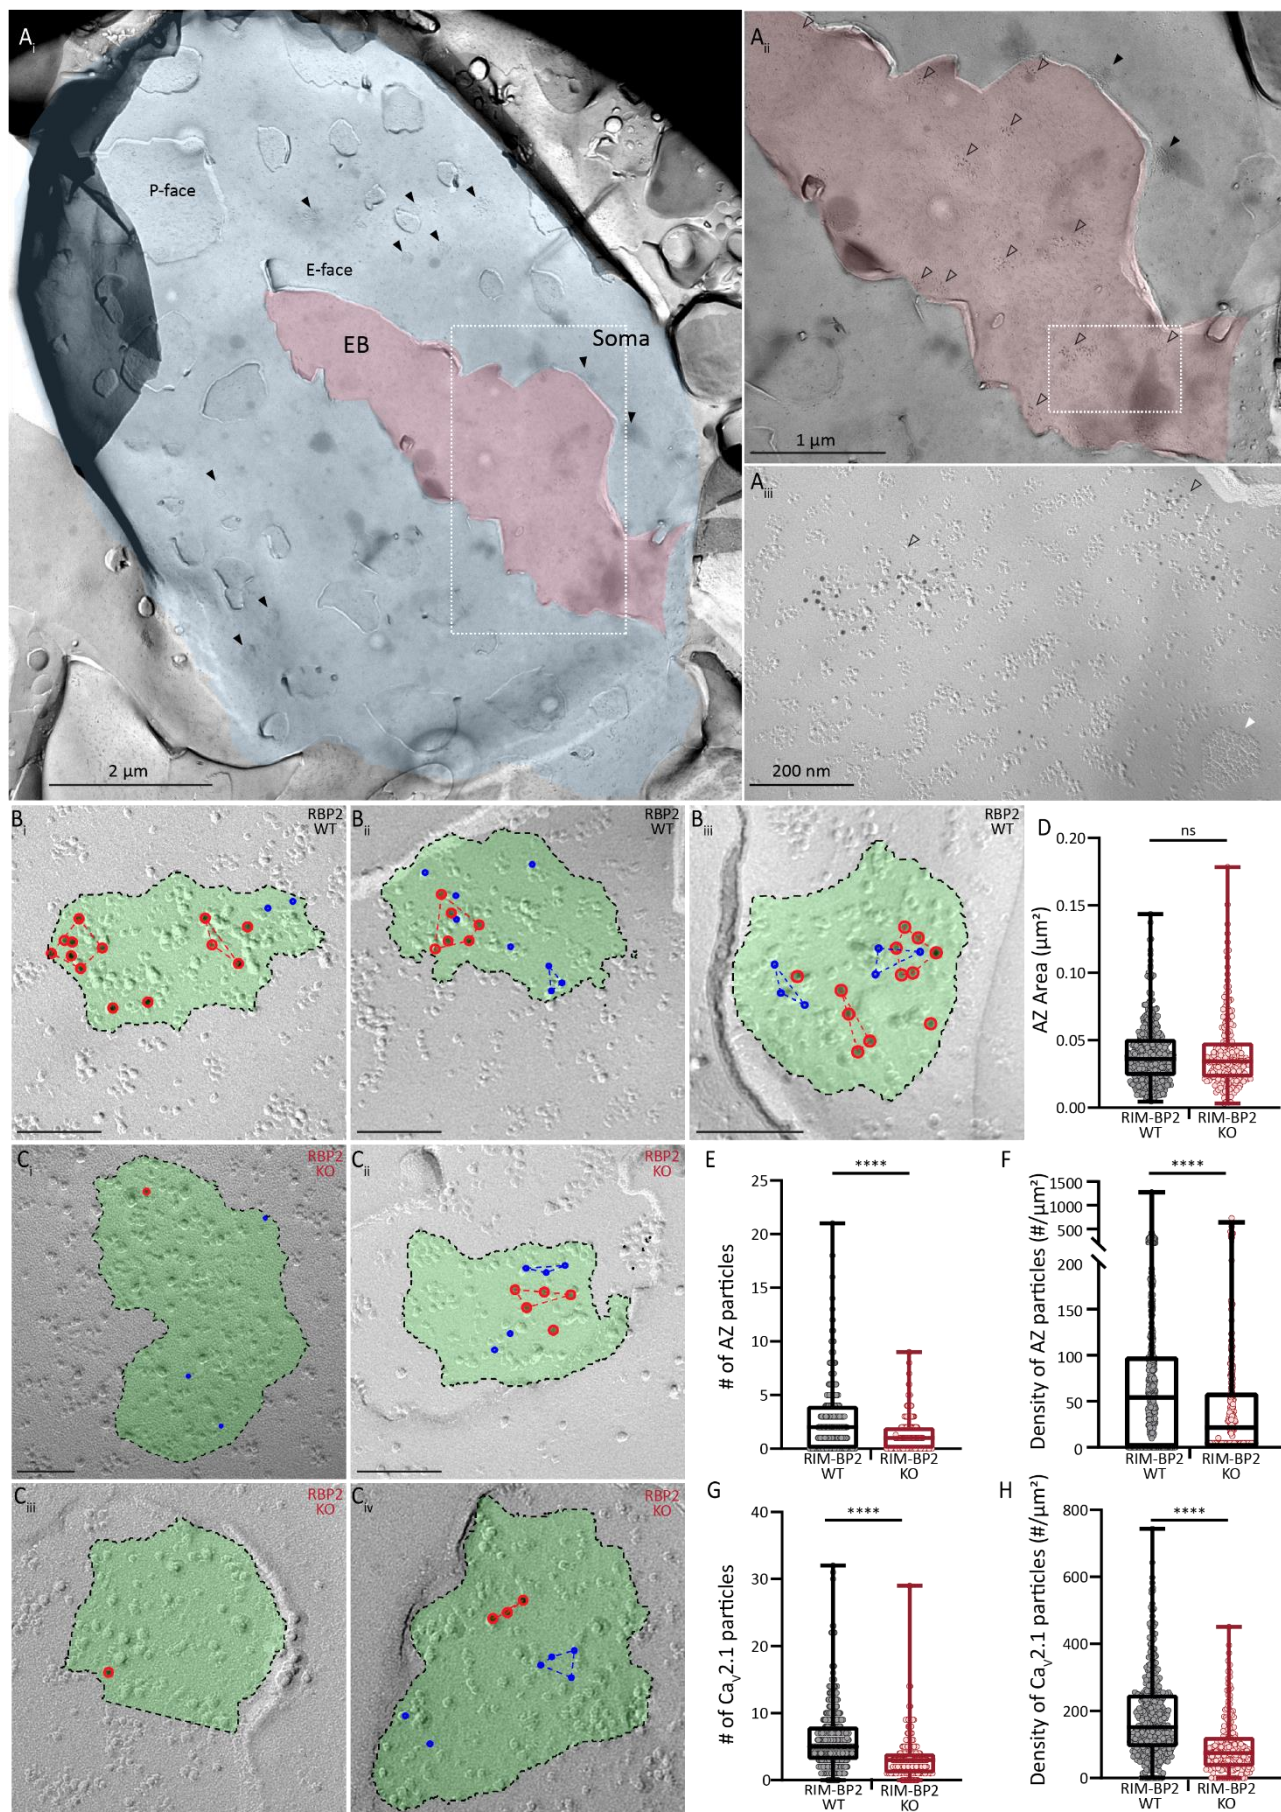 Ai
P-face
E-face
EB
Soma
2 µm
Aii
1 µm
Aiii
200 nm
Bi
RBP2
WT
Bii
RBP2
WT
Biii
RBP2
WT
Ci
RBP2
KO
Cii
RBP2
KO
Ciii
RBP2
KO
Civ
RBP2
KO
D
ns
AZ Area (µm²)
0.20
0.15
0.10
0.05
0.00
RIM-BP2
WT
RIM-BP2
KO
E
****
# of AZ particles
25
20
15
10
5
0
RIM-BP2
WT
RIM-BP2
KO
F
****
Density of AZ particles (#/µm²)
1500
1000
500
200
150
100
50
0
RIM-BP2
WT
RIM-BP2
KO
G
****
# of CaV2.1 particles
40
30
20
10
0
RIM-BP2
WT
RIM-BP2
KO
H
****
Density of CaV2.1 particles (#/µm²)
800
600
400
200
100
0
RIM-BP2
WT
RIM-BP2
KO